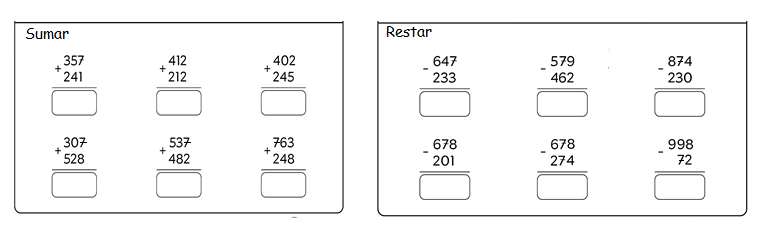 Sumar
357 412 402
+ 241 + 212 + 245
307 537 763
+ 528 + 482 + 248
Restar
647 579 874
- 233 - 462 - 230
678 678 998
- 201 - 274 - 72